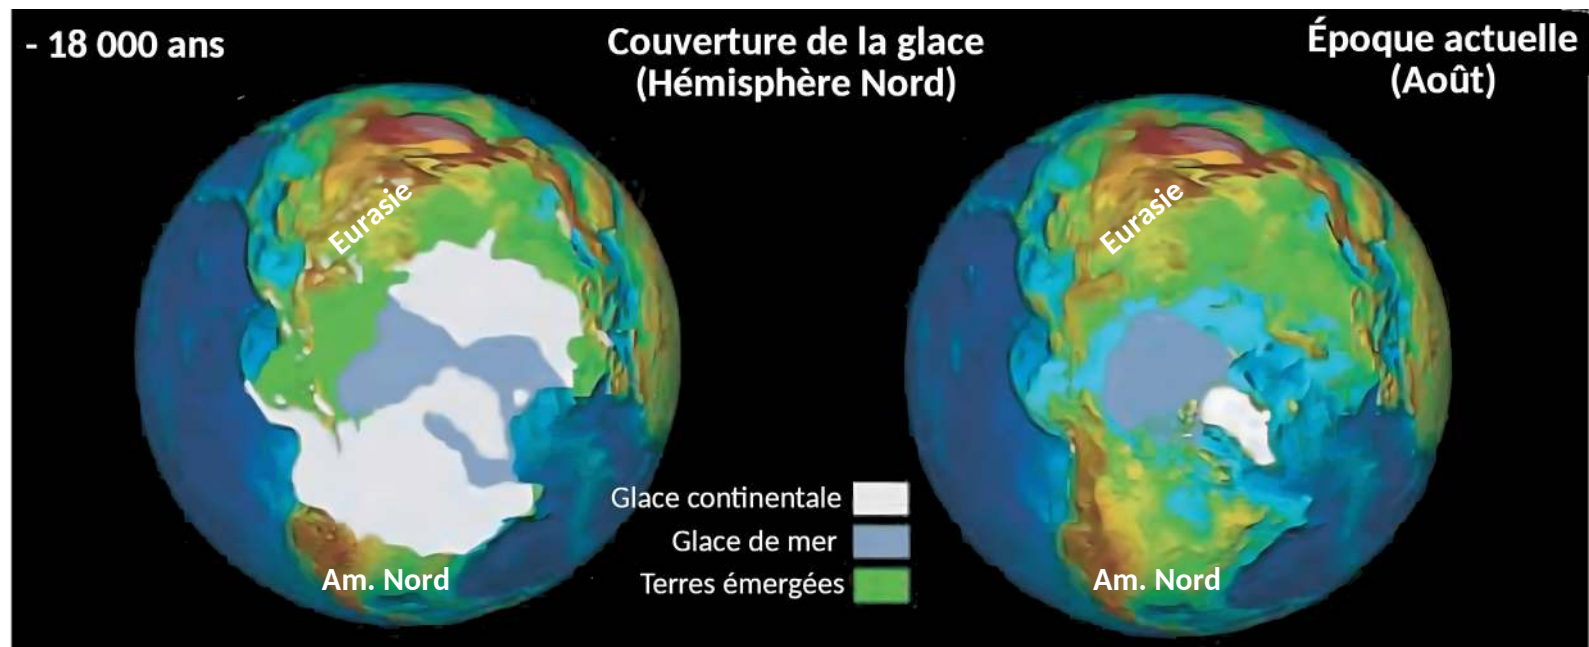 - 18 000 ans
Couverture de la glace
(Hémisphère Nord)
Époque actuelle
(Août)
Eurasie
Eurasie
Glace continentale
Glace de mer
Terres émergées
Am. Nord
Am. Nord